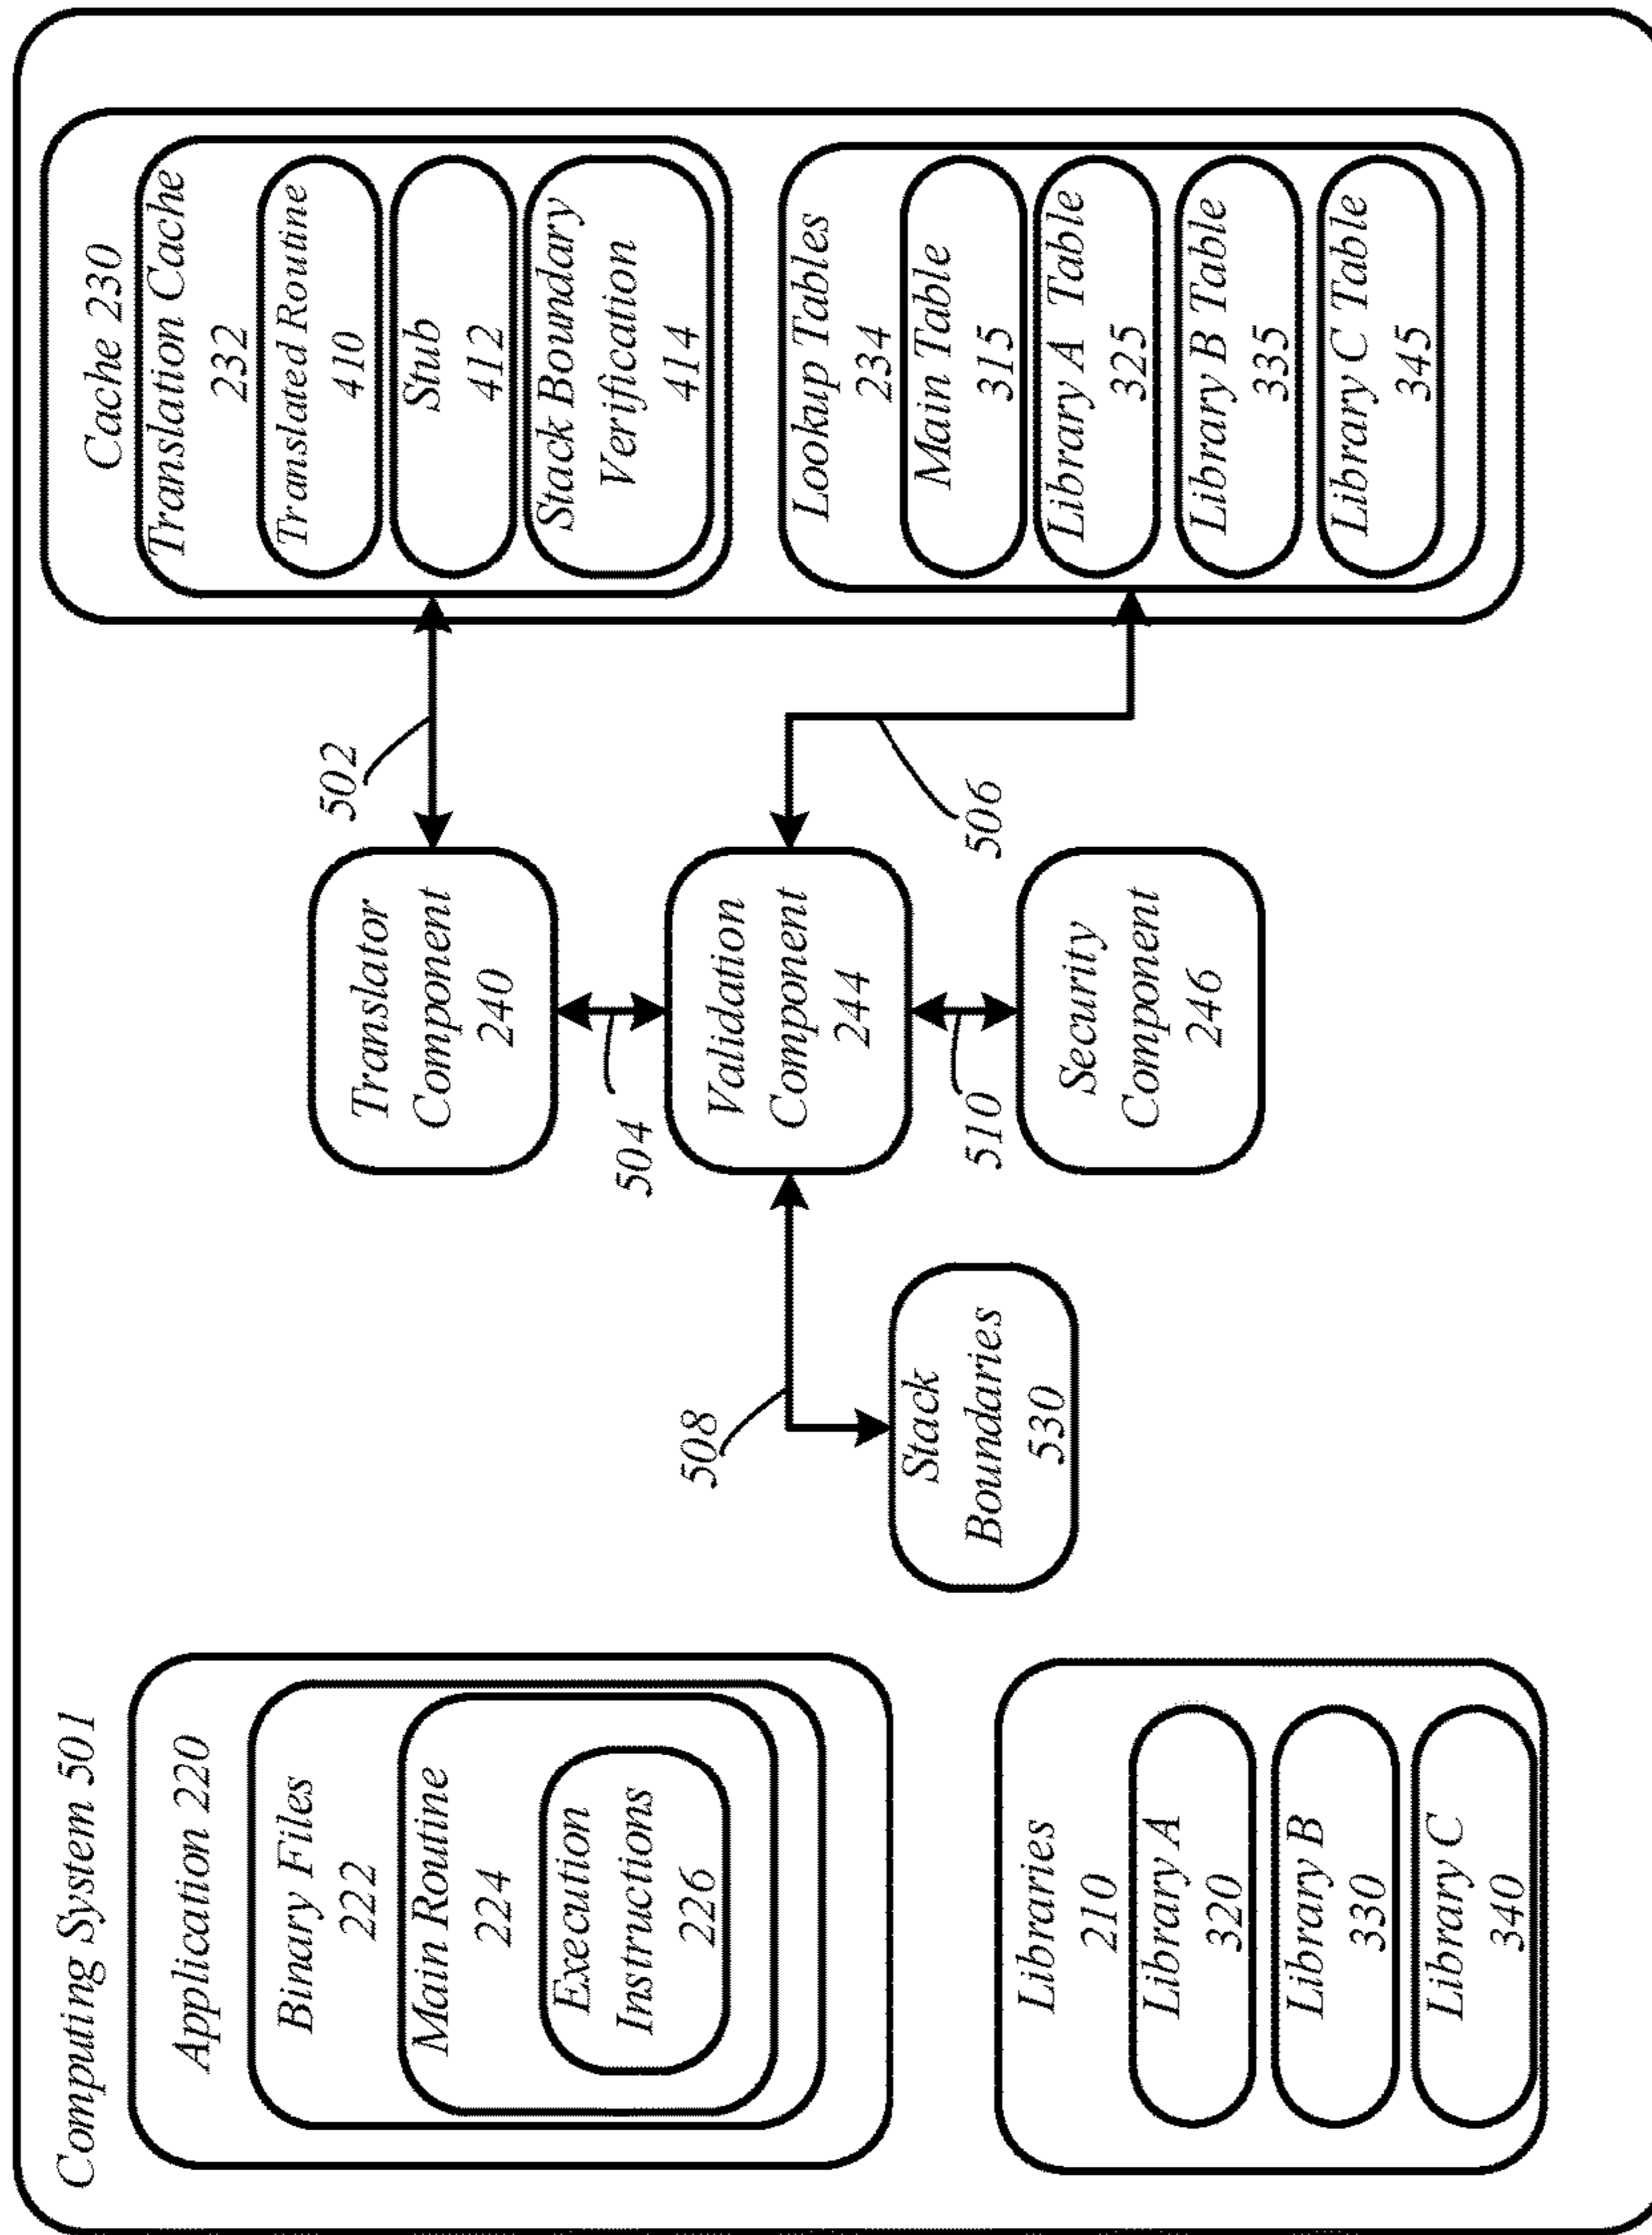 Computing System 501
Application 220
Binary Files
222
Main Routine
224
Execution
Instructions
226
Libraries
210
Library A
320
Library B
330
Library C
340
508
Stack
Boundaries
530
Translator
Component
240
504
Validation
Component
244
510
Security
Component
246
502
506
Cache 230
Translation Cache
232
Translated Routine
410
Stub
412
Stack Boundary
Verification
414
Lookup Tables
234
Main Table
315
Library A Table
325
Library B Table
335
Library C Table
345